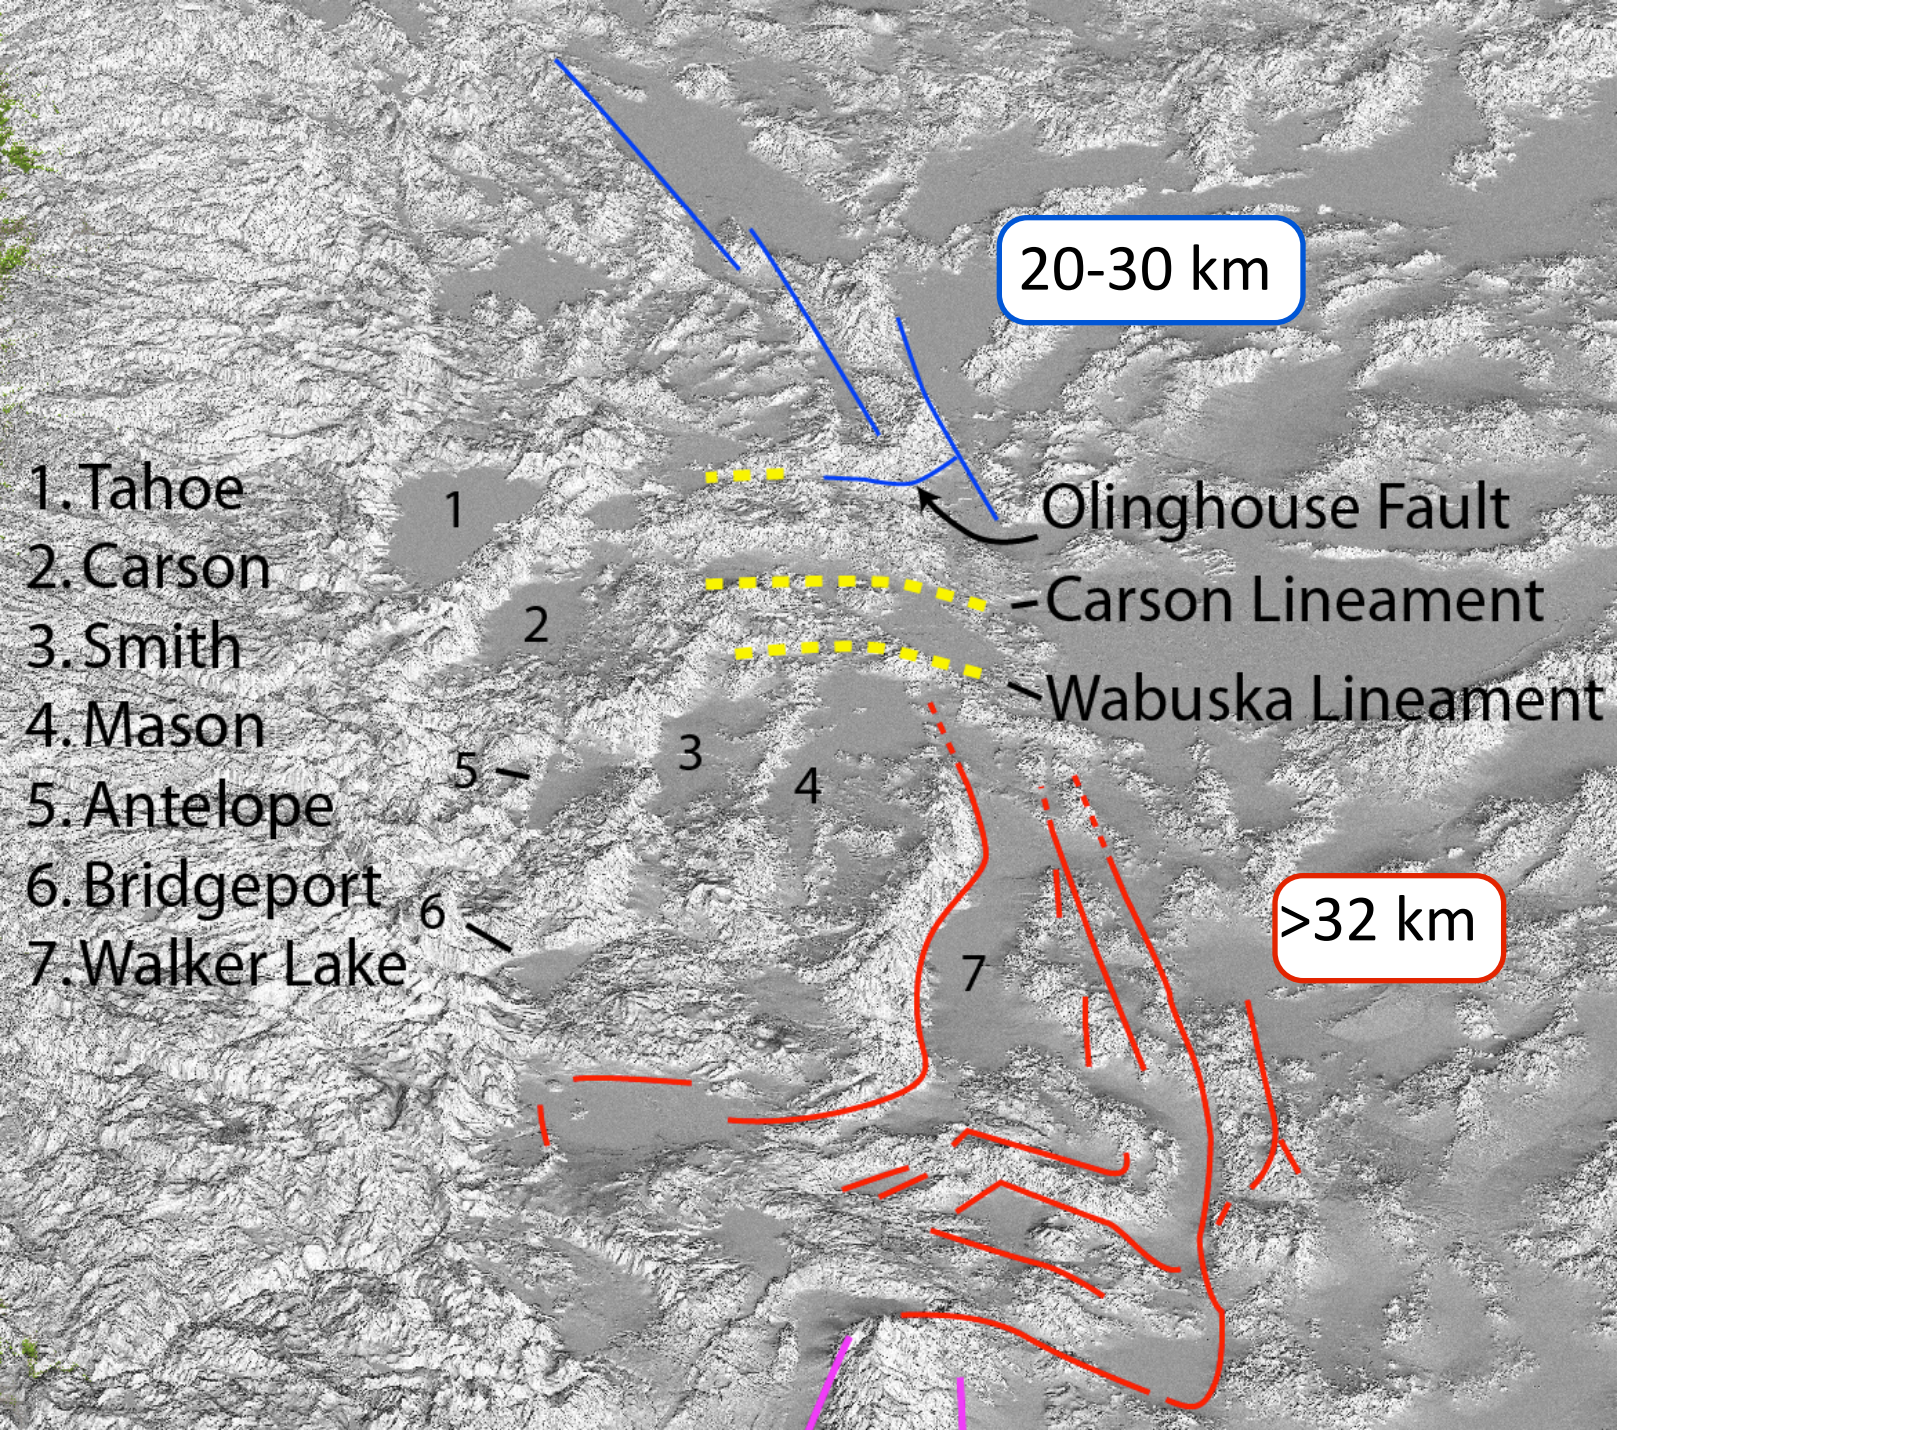 20-30 km
1. Tahoe
2. Carson
3. Smith
4. Mason
5. Antelope
6. Bridgeport
7. Walker Lake
1
2
3
4
5
6
7
Olinghouse Fault
Carson Lineament
Wabuska Lineament
>32 km